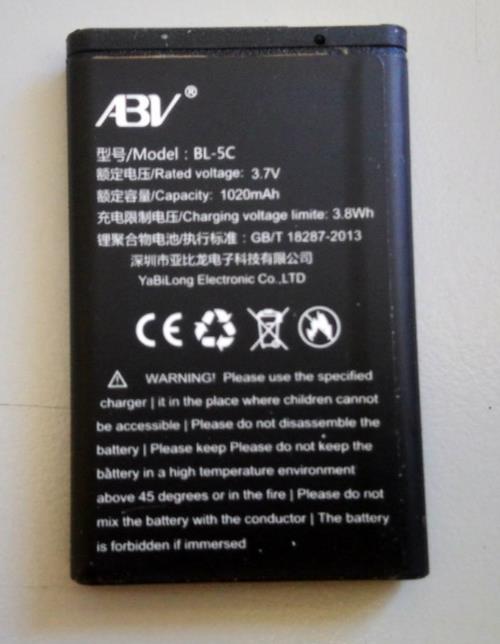 ABV®
型号/Model : BL-5C
额定电压/Rated voltage: 3.7V
额定容量/Capacity: 1020mAh
充电限制电压/Charging voltage limite: 3.8Wh
锂聚合物电池/执行标准 : GB/T 18287-2013
深圳市亚比龙电子科技有限公司
YaBiLong Electronic Co.,LTD
CE
WARNING! Please use the specified
charger | it in the place where children cannot
be accessible | Please do not disassemble the
battery | Please keep Please do not keep the
battery in a high temperature environment
above 45 degrees or in the fire | Please do not
mix the battery with the conductor | The battery
is forbidden if immersed